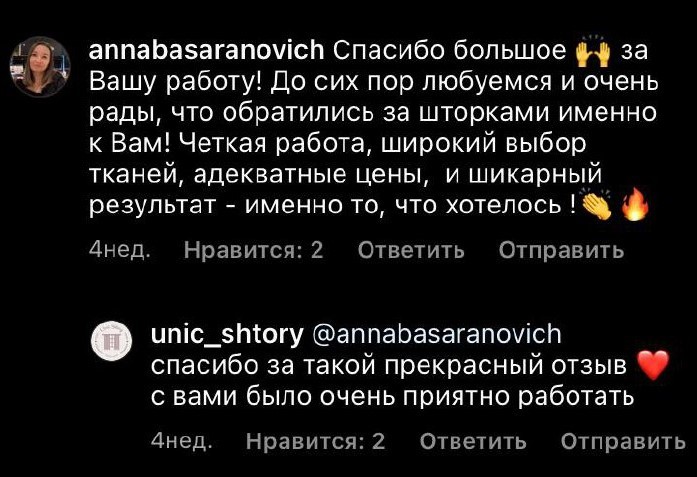 annabasaranovich Спасибо большое 🙌 за
Вашу работу! До сих пор любуемся и очень
рады, что обратились за шторками именно
к Вам! Четкая работа, широкий выбор
тканей, адекватные цены, и шикарный
результат - именно то, что хотелось !👏🔥
4нед. Нравится: 2 Ответить Отправить
unic_shtory @annabasaranovich
спасибо за такой прекрасный отзыв ❤️
с вами было очень приятно работать
4нед. Нравится: 2 Ответить Отправить